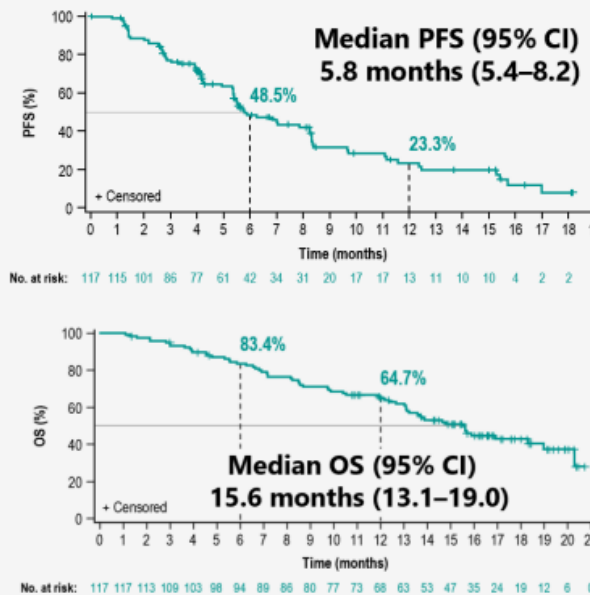 Median PFS (95% CI)
5.8 months (5.4–8.2)
100
80
60
40
20
0
PFS (%)
48.5%
23.3%
+ Censored
0 1 2 3 4 5 6 7 8 9 10 11 12 13 14 15 16 17 18
Time (months)
No. at risk: 117 115 101 86 77 61 42 34 31 20 17 17 13 11 10 10 4 2 2
100
80
60
40
20
0
OS (%)
83.4%
64.7%
Median OS (95% CI)
15.6 months (13.1–19.0)
+ Censored
0 1 2 3 4 5 6 7 8 9 10 11 12 13 14 15 16 17 18 19 20
Time (months)
No. at risk: 117 117 113 109 103 98 94 89 86 80 77 73 68 63 53 47 35 24 19 12 6